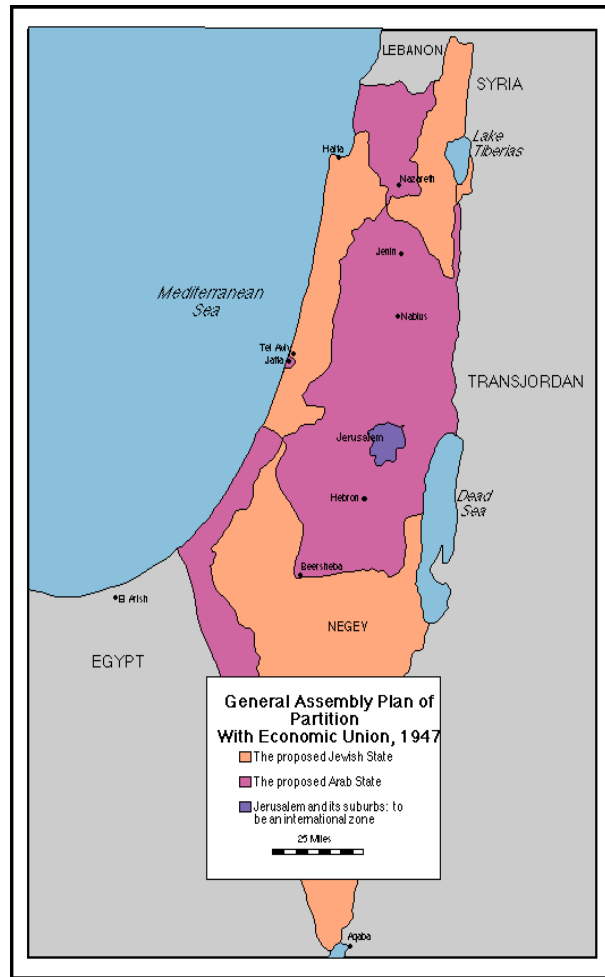 LEBANON
SYRIA
Lake
Tiberias
Haifa
Nazareth
Jenin
Mediterranean
Sea
Nablus
Tel Aviv
Jaffa
TRANSJORDAN
Jerusalem
Dead
Sea
Hebron
Beersheba
El Arish
NEGEV
EGYPT
General Assembly Plan of
Partition
With Economic Union, 1947
The proposed Jewish State
The proposed Arab State
Jerusalem and its suburbs: to
be an international zone
25 Miles
Aqaba